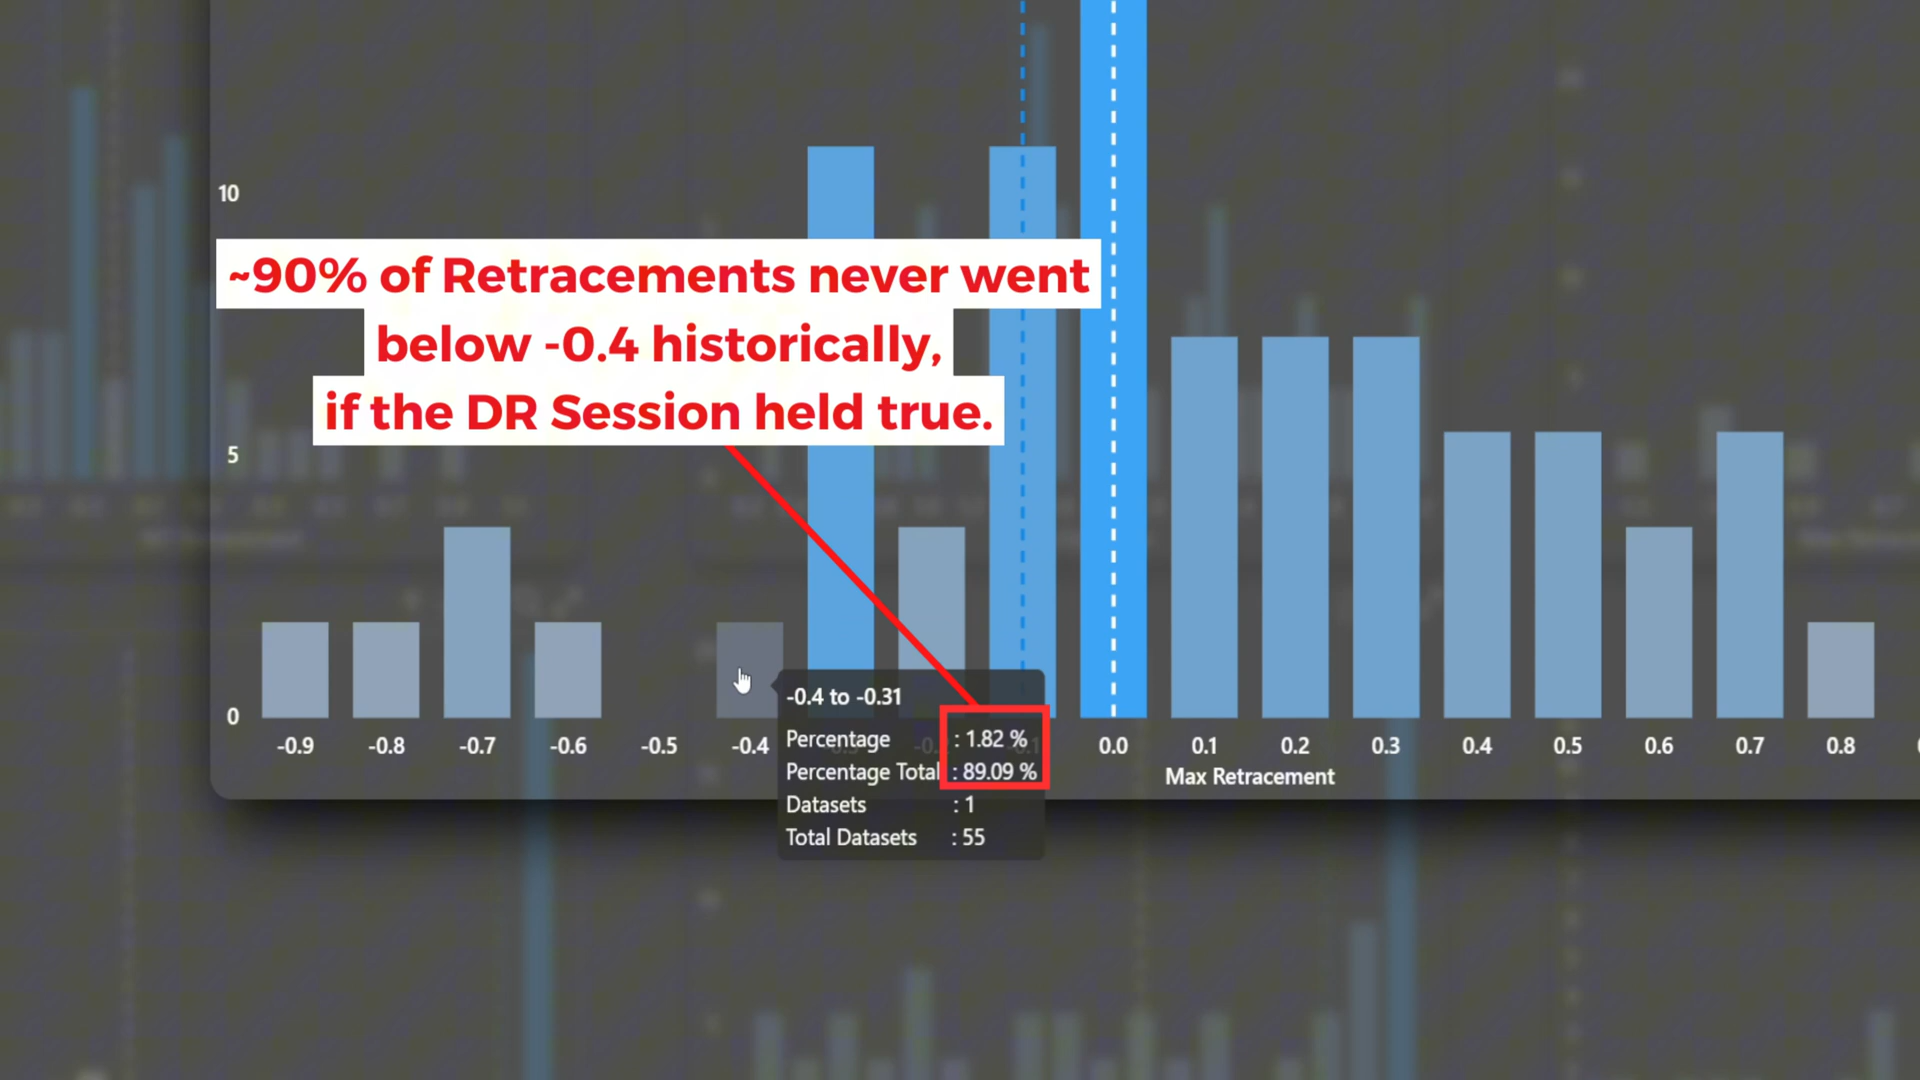 10
~90% of Retracements never went
below -0.4 historically,
if the DR Session held true.
5
0
-0.4 to -0.31
Percentage : 1.82 %
Percentage Total : 89.09 %
Datasets : 1
Total Datasets : 55
-0.9 -0.8 -0.7 -0.6 -0.5 -0.4 0.0 0.1 0.2 0.3 0.4 0.5 0.6 0.7 0.8
Max Retracement